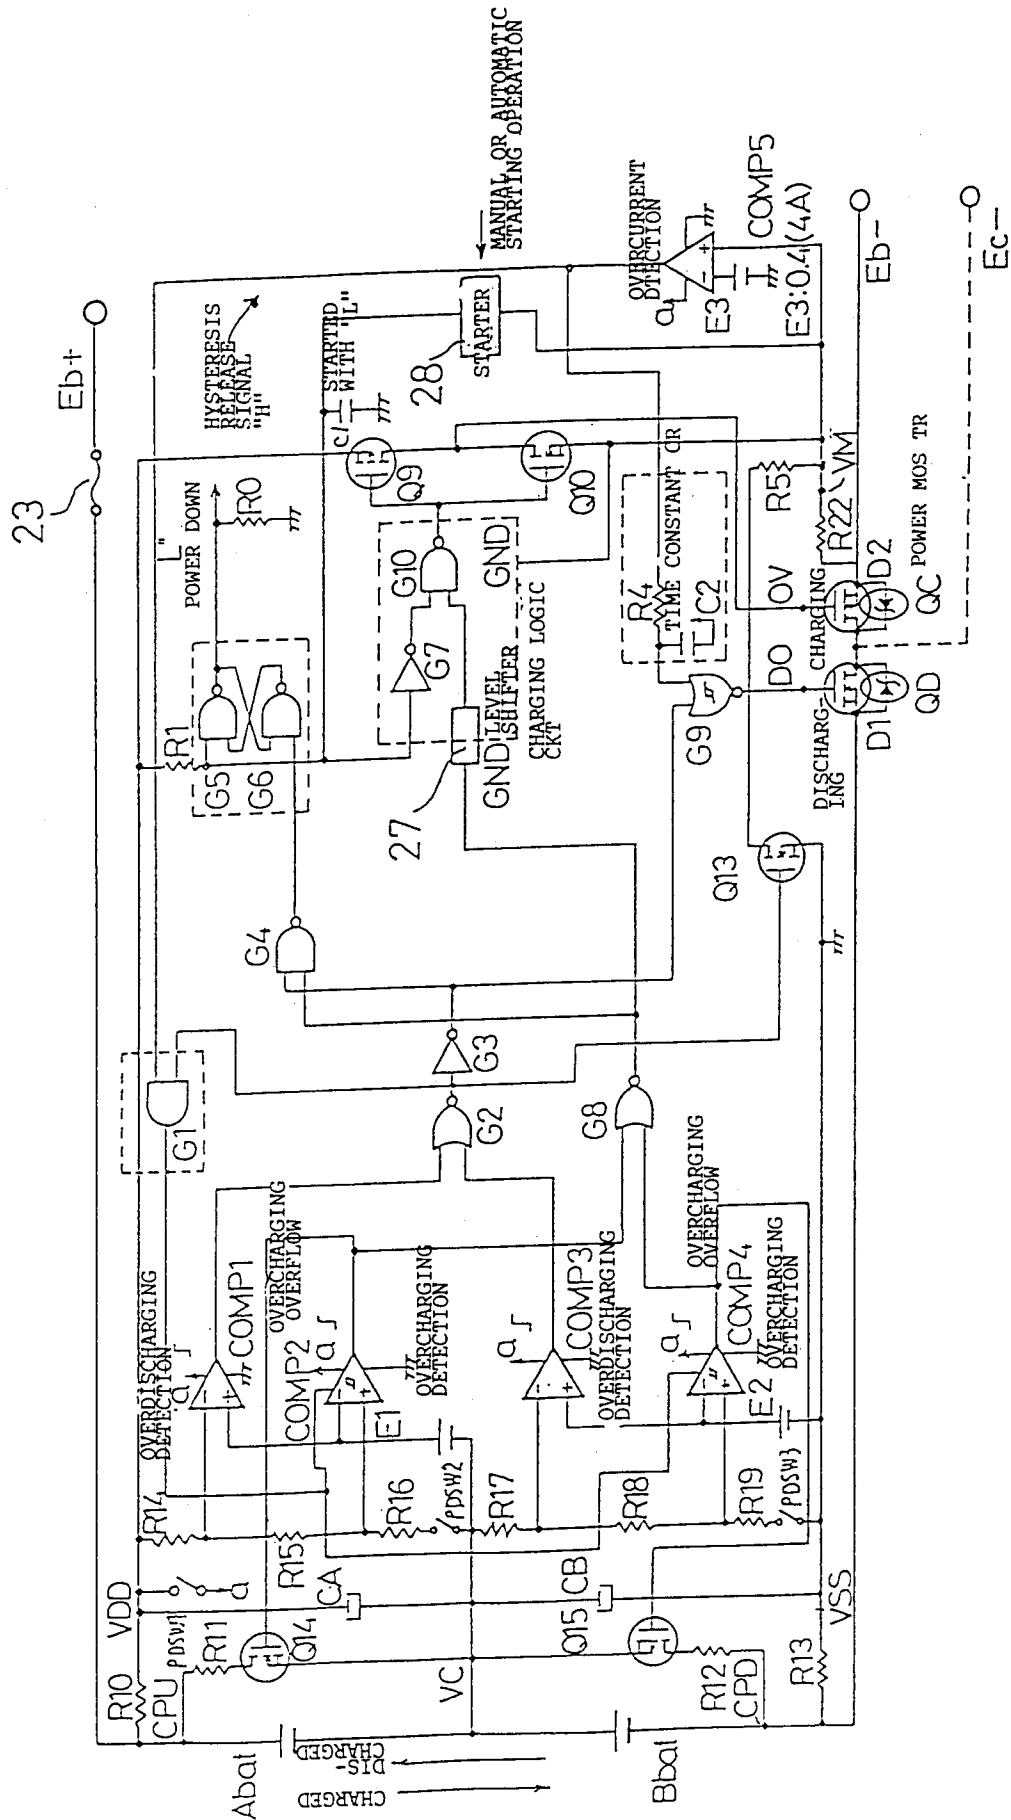 23
Eb+
"L"
HYSTERESIS
RELEASE
SIGNAL
"H"
POWER DOWN
R0
R1
G5
G6
STARTED
WITH "L"
28
STARTER
MANUAL OR AUTOMATIC
STARTING OPERATION
OVERCURRENT
DTECTION
a
E3
COMP5
E3:0.4(4A)
Eb-
Ec-
Q9
Q10
G10
G7
GND
GND
LEVEL
SHIFTER
CHARGING LOGIC
CKT
27
R4
TIME CONSTANT CR
C2
R5
R22
VM
POWER MOS TR
OV
CHARGING
D2
QC
DO
DISCHARG-
ING
D1
QD
G9
Q13
G4
G1
G3
G2
G8
OVERDISCHARGING
DETECTION
a
COMP1
OVERCHARGING
OVERFLOW
COMP2
a
E1
OVERCHARGING
DETECTION
COMP3
a
OVERDISCHARGING
DETECTION
OVERCHARGING
OVERFLOW
COMP4
a
E2
OVERCHARGING
DETECTION
R14
R15
R16
PDSW2
R17
R18
R19
PDSW3
VDD
PDSW1
a
CA
CB
VSS
R10
CPU
R11
Q14
VC
Q15
R12
CPD
R13
Abat
Bbat
DIS-
CHARGED
CHARGED